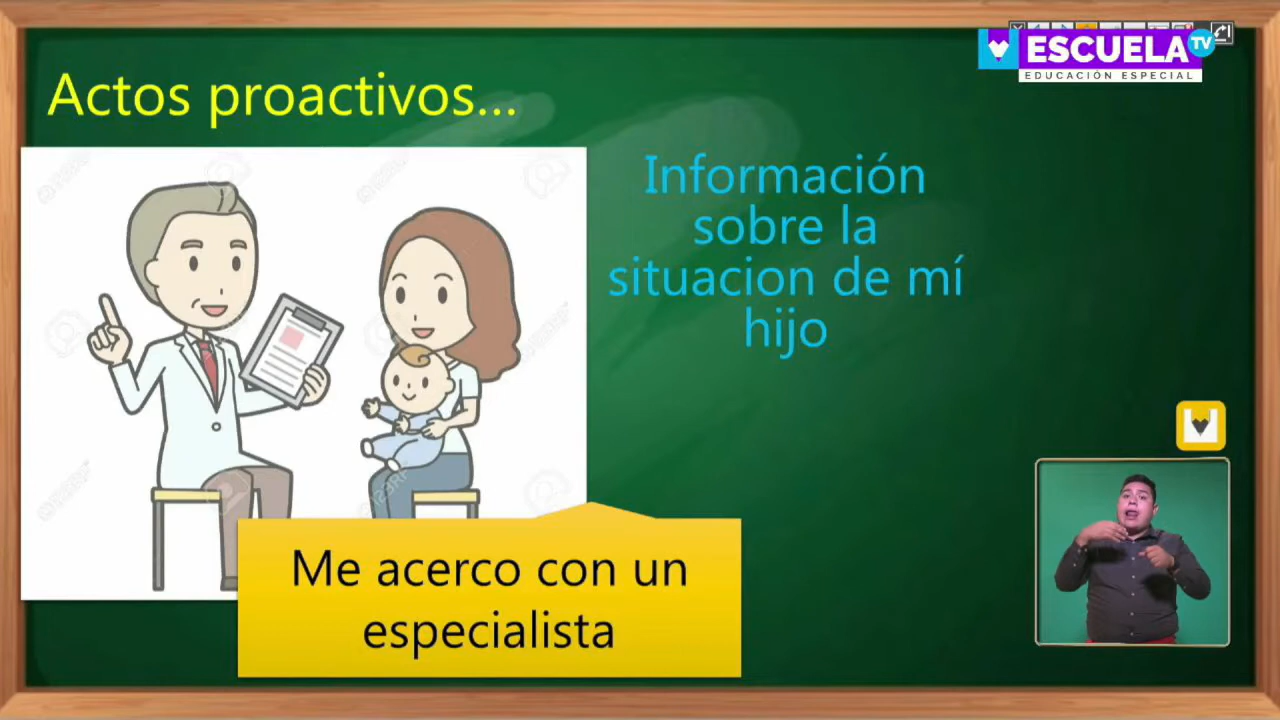 ESCUELA TV
EDUCACIÓN ESPECIAL
Actos proactivos...
Información
sobre la
situacion de mí
hijo
Me acerco con un
especialista